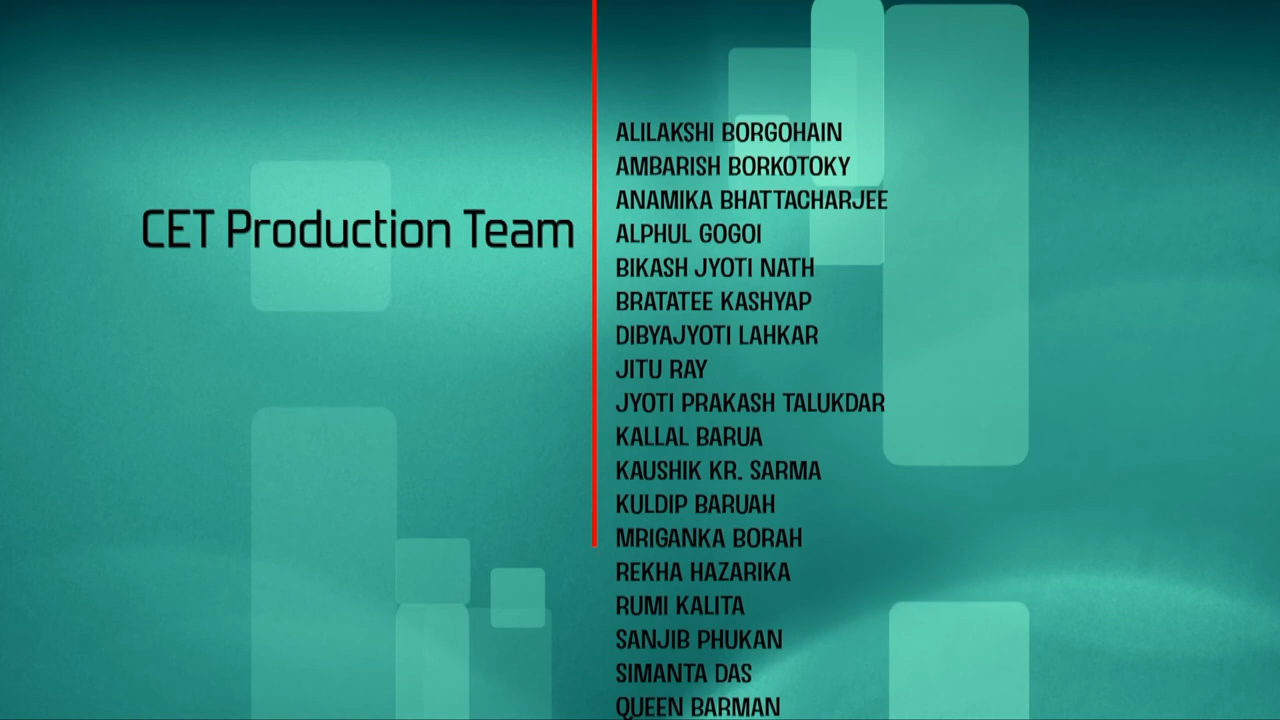 CET Production Team
ALILAKSHI BORGOHAIN
AMBARISH BORKOTOKY
ANAMIKA BHATTACHARJEE
ALPHUL GOGOI
BIKASH JYOTI NATH
BRATATEE KASHYAP
DIBYAJYOTI LAHKAR
JITU RAY
JYOTI PRAKASH TALUKDAR
KALLAL BARUA
KAUSHIK KR. SARMA
KULDIP BARUAH
MRIGANKA BORAH
REKHA HAZARIKA
RUMI KALITA
SANJIB PHUKAN
SIMANTA DAS
QUEEN BARMAN